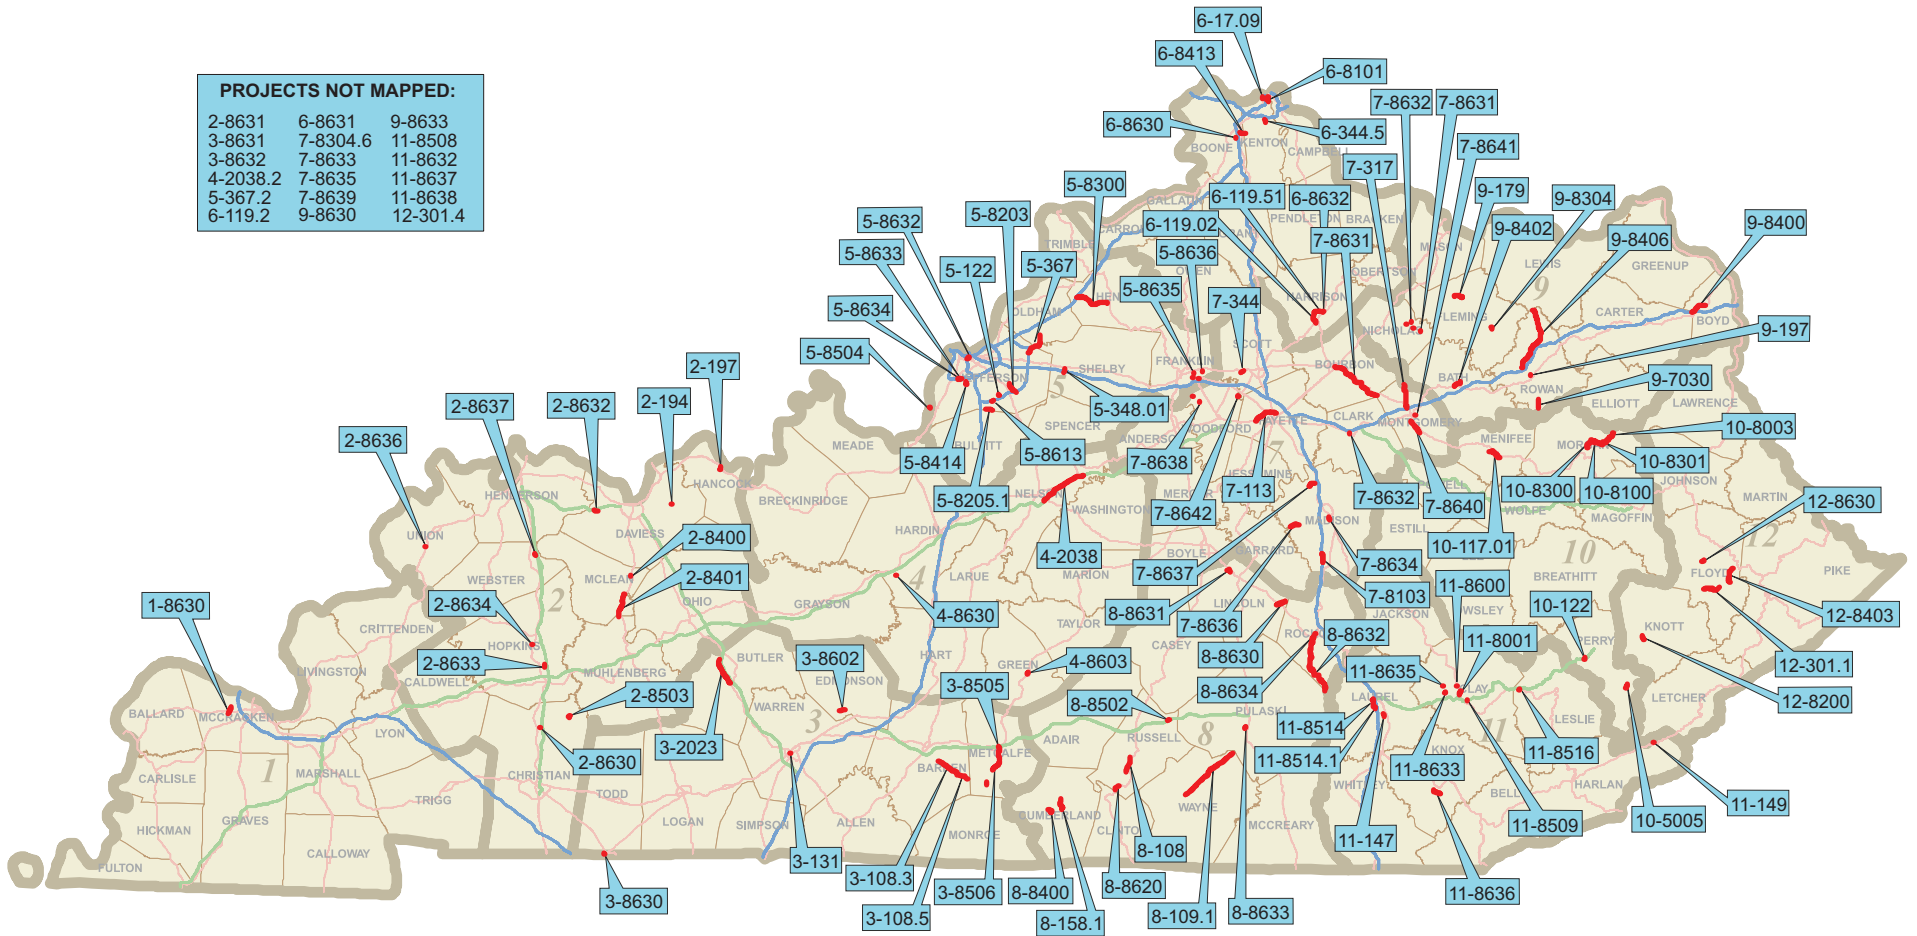 PROJECTS NOT MAPPED:
2-8631 6-8631 9-8633
3-8631 7-8304.6 11-8508
3-8632 7-8633 11-8632
4-2038.2 7-8635 11-8637
5-367.2 7-8639 11-8638
6-119.2 9-8630 12-301.4
6-17.09
6-8413
6-8101
6-8630
6-344.5
7-8632
7-8631
7-8641
7-317
9-179
9-8304
9-8402
9-8406
9-8400
5-8300
6-119.51
6-8632
6-119.02
7-8631
5-8636
5-8635
7-344
5-8203
5-8632
5-8633
5-122
5-367
5-8634
5-8504
9-197
9-7030
5-348.01
2-197
2-194
2-8632
2-8637
2-8636
5-8414
5-8613
5-8205.1
7-8638
7-8642
7-113
7-8632
7-8640
10-8003
10-8301
10-8300
10-8100
10-117.01
12-8630
2-8400
2-8401
4-2038
7-8637
7-8634
7-8103
8-8631
7-8636
8-8630
11-8600
11-8001
10-122
12-8403
12-301.1
12-8200
1-8630
2-8634
2-8633
4-8630
4-8603
3-8602
3-8505
8-8502
8-8632
8-8634
11-8635
11-8514
11-8514.1
11-8633
11-8516
2-8503
2-8630
3-2023
11-149
10-5005
11-8509
11-147
11-8636
3-131
3-8630
3-108.3
3-108.5
3-8506
8-8400
8-158.1
8-8620
8-108
8-109.1
8-8633
BOONE
KENTON
CAMPBELL
GALLATIN
PENDLETON
BRACKEN
TRIMBLE
MASON
LEWIS
GREENUP
HARRISON
OLDHAM
NICHOLAS
FLEMING
CARTER
BOYD
SCOTT
FRANKLIN
SHELBY
BOURBON
BATH
ROWAN
ELLIOTT
LAWRENCE
SPENCER
CLARK
MONTGOMERY
MENIFEE
MEADE
HANCOCK
BRECKINRIDGE
HENDERSON
NELSON
WASHINGTON
WOLFE
MAGOFFIN
JOHNSON
MARTIN
UNION
DAVIESS
HARDIN
ESTILL
MADISON
GARRARD
BOYLE
WEBSTER
MCLEAN
OHIO
GRAYSON
LARUE
MARION
BREATHITT
FLOYD
PIKE
CRITTENDEN
LINCOLN
JACKSON
KNOTT
PERRY
TAYLOR
CASEY
HOPKINS
MUHLENBERG
BUTLER
HART
GREEN
LIVINGSTON
CALDWELL
EDMONSON
LAUREL
CLAY
LESLIE
LETCHER
BALLARD
MCCRACKEN
LYON
WARREN
ADAIR
RUSSELL
PULASKI
METCALFE
BARREN
KNOX
CARLISLE
MARSHALL
CHRISTIAN
TODD
TRIGG
LOGAN
SIMPSON
ALLEN
MONROE
CUMBERLAND
WAYNE
MCCREARY
WHITLEY
HARLAN
HICKMAN
GRAVES
CALLOWAY
FULTON
1
2
3
4
5
7
8
9
10
11
12